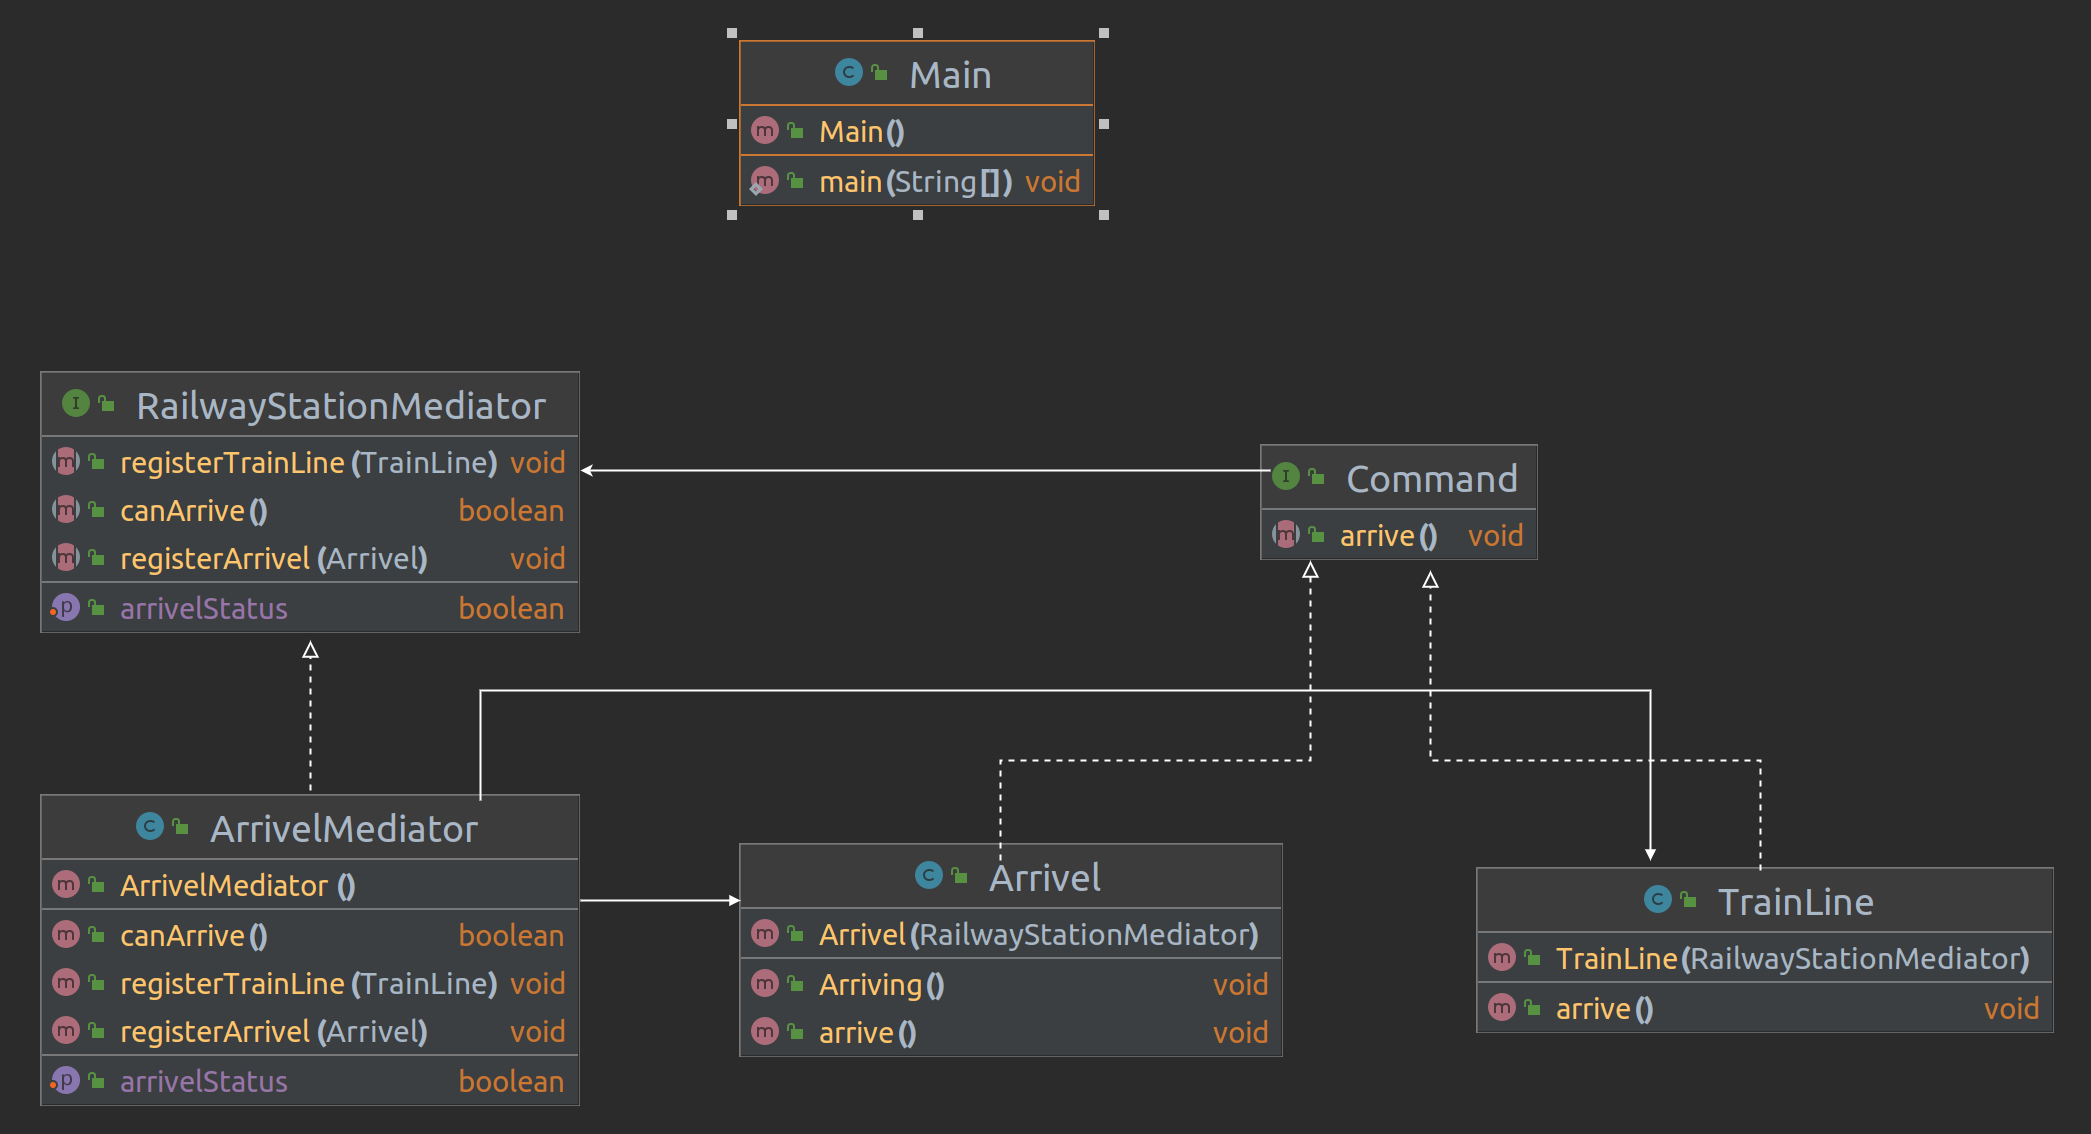 Main
Main()
main(String[]) void
RailwayStationMediator
registerTrainLine(TrainLine) void
canArrive() boolean
registerArrivel(Arrivel) void
arrivelStatus boolean
Command
arrive() void
ArrivelMediator
ArrivelMediator()
canArrive() boolean
registerTrainLine(TrainLine) void
registerArrivel(Arrivel) void
arrivelStatus boolean
Arrivel
Arrivel(RailwayStationMediator)
Arriving() void
arrive() void
TrainLine
TrainLine(RailwayStationMediator)
arrive() void